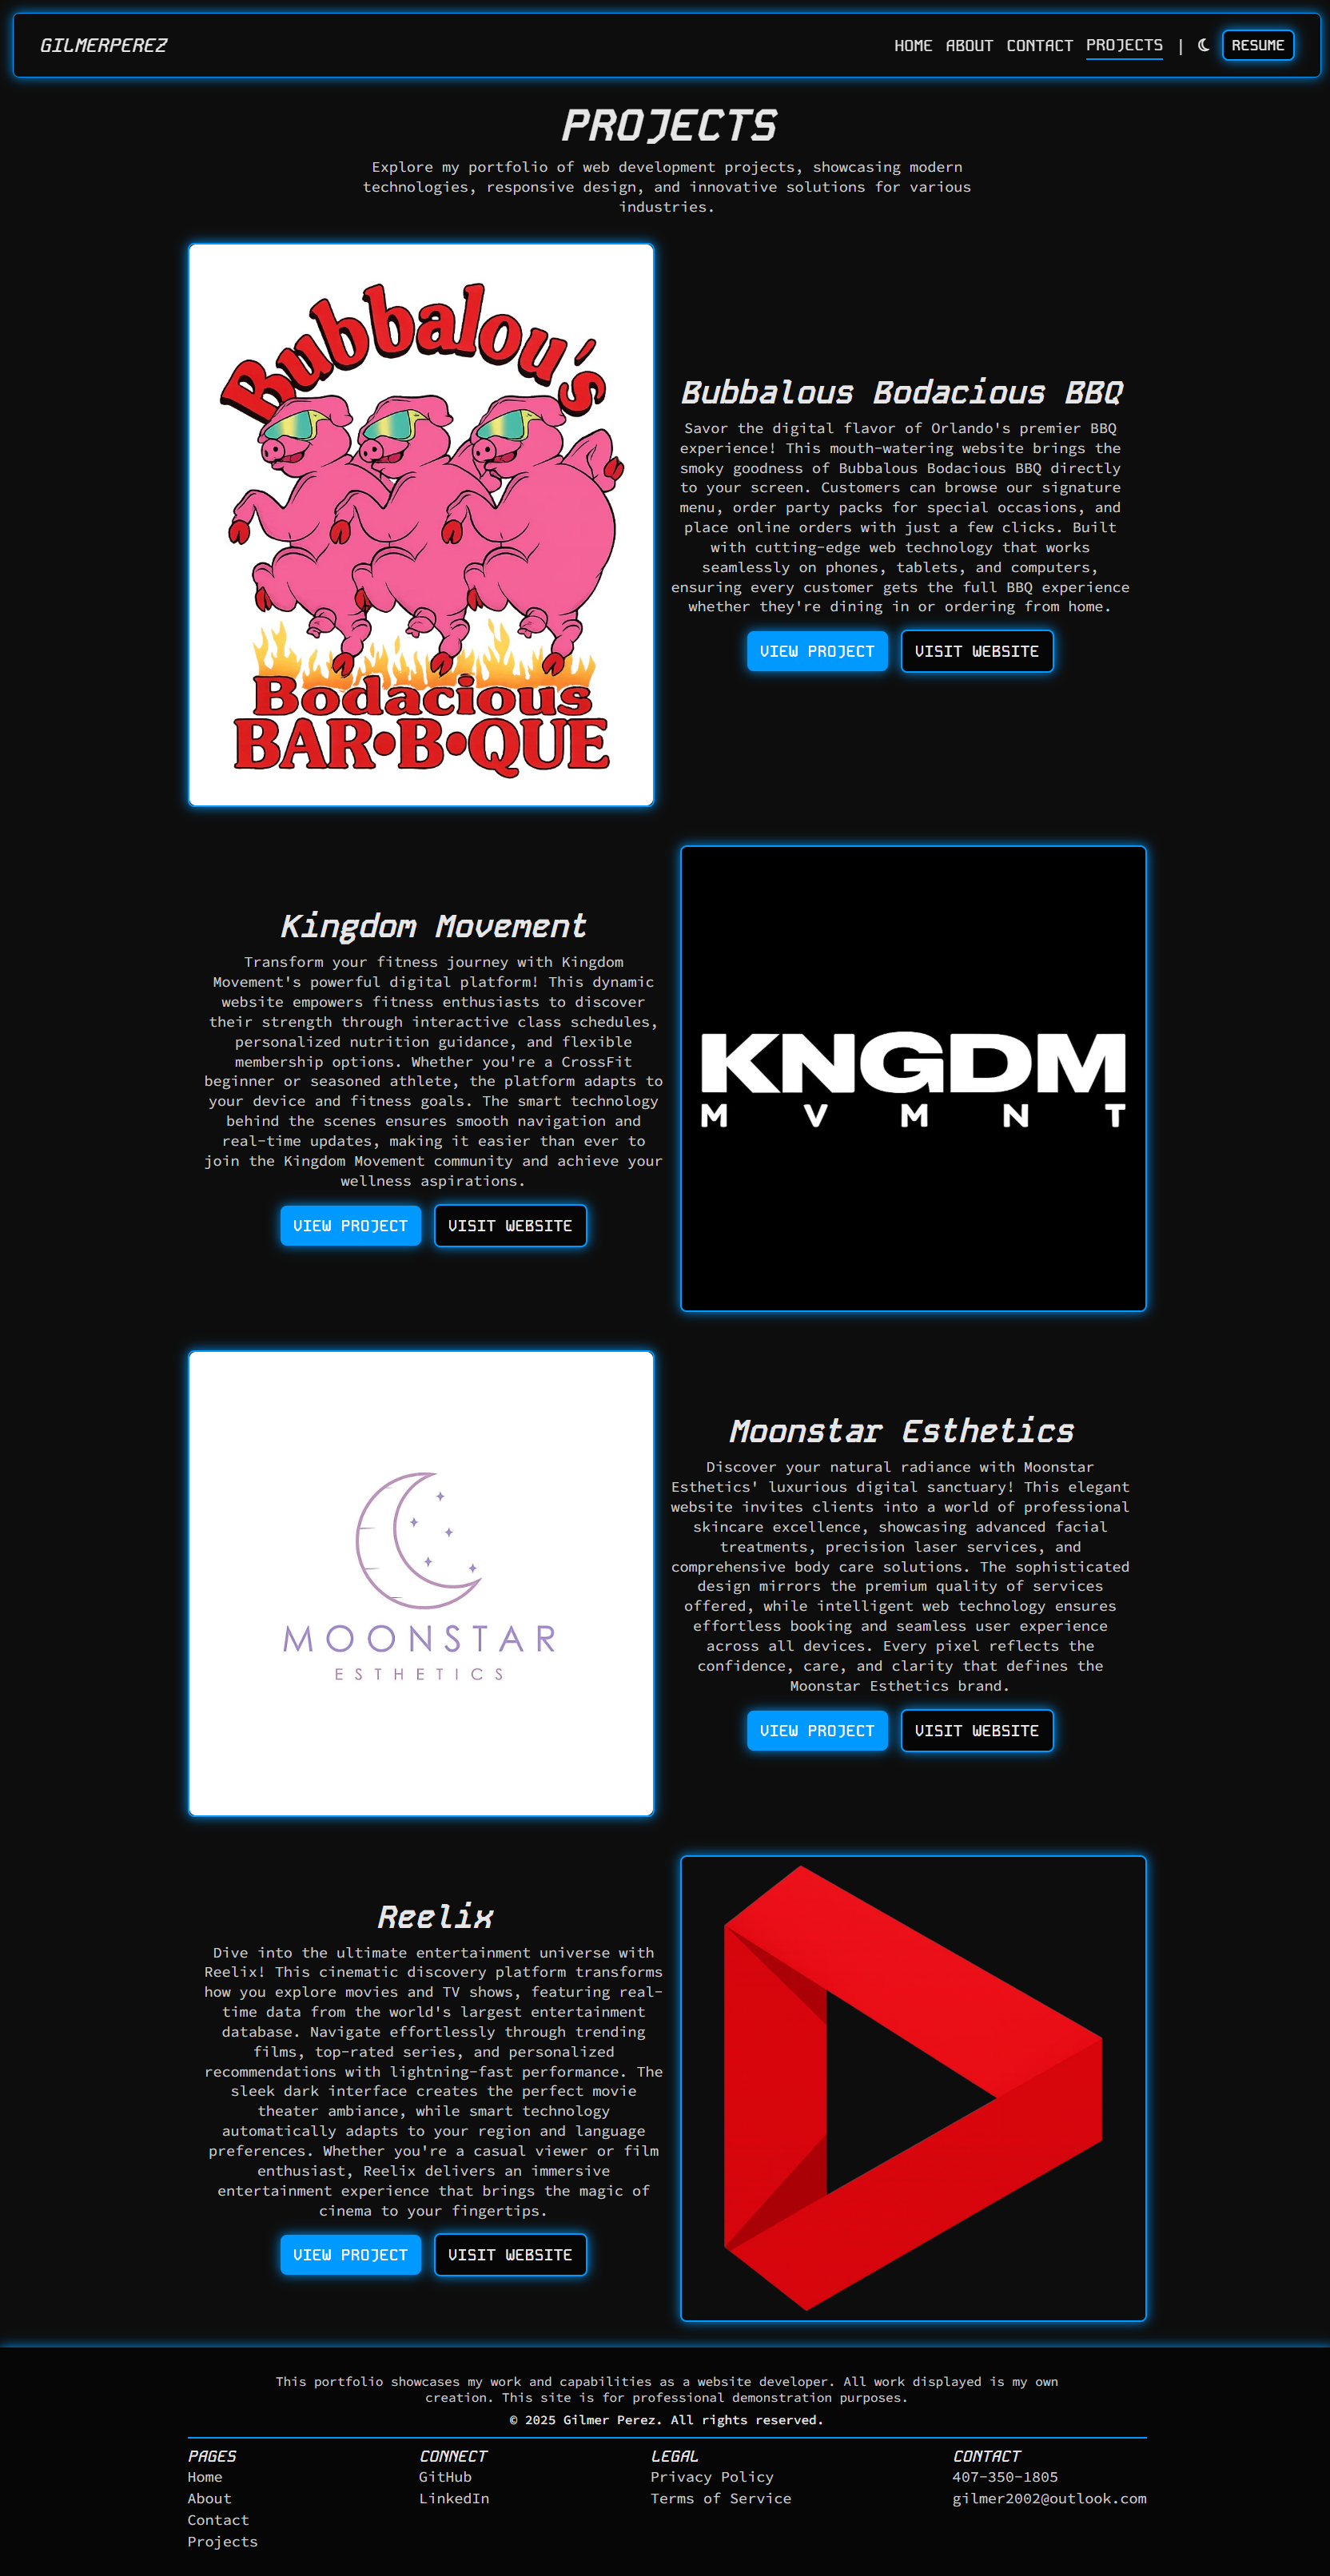 GILMERPEREZ
HOME ABOUT CONTACT PROJECTS | RESUME
PROJECTS
Explore my portfolio of web development projects, showcasing modern
technologies, responsive design, and innovative solutions for various
industries.
Bubbalou's
Bodacious
BAR•B•QUE
Bubbalous Bodacious BBQ
Savor the digital flavor of Orlando's premier BBQ
experience! This mouth-watering website brings the
smoky goodness of Bubbalous Bodacious BBQ directly
to your screen. Customers can browse our signature
menu, order party packs for special occasions, and
place online orders with just a few clicks. Built
with cutting-edge web technology that works
seamlessly on phones, tablets, and computers,
ensuring every customer gets the full BBQ experience
whether they're dining in or ordering from home.
VIEW PROJECT VISIT WEBSITE
Kingdom Movement
Transform your fitness journey with Kingdom
Movement's powerful digital platform! This dynamic
website empowers fitness enthusiasts to discover
their strength through interactive class schedules,
personalized nutrition guidance, and flexible
membership options. Whether you're a CrossFit
beginner or seasoned athlete, the platform adapts to
your device and fitness goals. The smart technology
behind the scenes ensures smooth navigation and
real-time updates, making it easier than ever to
join the Kingdom Movement community and achieve your
wellness aspirations.
VIEW PROJECT VISIT WEBSITE
KNGDM
MVMNT
MOONSTAR
ESTHETICS
Moonstar Esthetics
Discover your natural radiance with Moonstar
Esthetics' luxurious digital sanctuary! This elegant
website invites clients into a world of professional
skincare excellence, showcasing advanced facial
treatments, precision laser services, and
comprehensive body care solutions. The sophisticated
design mirrors the premium quality of services
offered, while intelligent web technology ensures
effortless booking and seamless user experience
across all devices. Every pixel reflects the
confidence, care, and clarity that defines the
Moonstar Esthetics brand.
VIEW PROJECT VISIT WEBSITE
Reelix
Dive into the ultimate entertainment universe with
Reelix! This cinematic discovery platform transforms
how you explore movies and TV shows, featuring real-
time data from the world's largest entertainment
database. Navigate effortlessly through trending
films, top-rated series, and personalized
recommendations with lightning-fast performance. The
sleek dark interface creates the perfect movie
theater ambiance, while smart technology
automatically adapts to your region and language
preferences. Whether you're a casual viewer or film
enthusiast, Reelix delivers an immersive
entertainment experience that brings the magic of
cinema to your fingertips.
VIEW PROJECT VISIT WEBSITE
This portfolio showcases my work and capabilities as a website developer. All work displayed is my own
creation. This site is for professional demonstration purposes.
© 2025 Gilmer Perez. All rights reserved.
PAGES
Home
About
Contact
Projects
CONNECT
GitHub
LinkedIn
LEGAL
Privacy Policy
Terms of Service
CONTACT
407-350-1805
gilmer2002@outlook.com